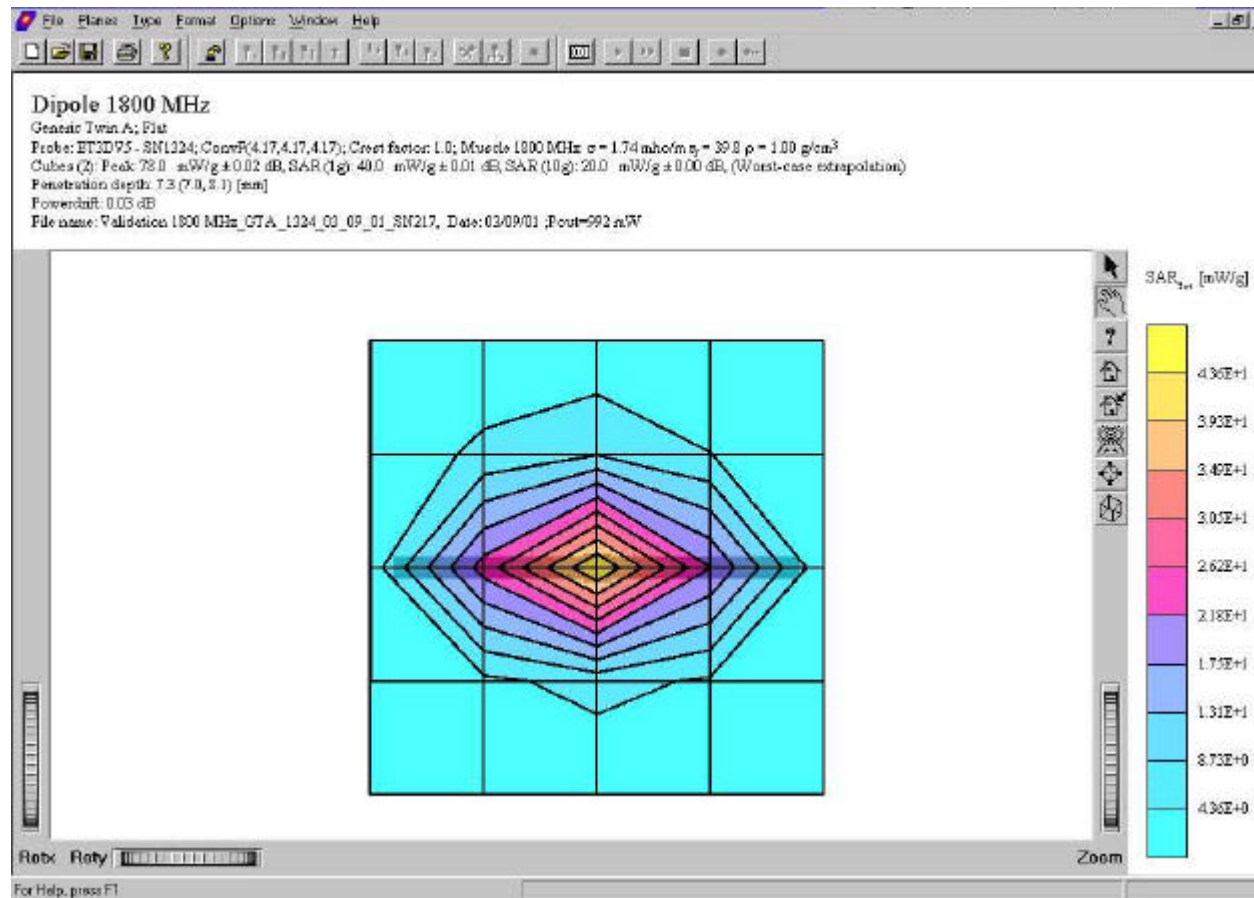 File Planes Type Format Options Window Help
Dipole 1800 MHz
Generic Twin A; Flat
Probe: ET3DV5 - SN1324; ConvF(4.17,4.17,4.17); Crest factor: 1.0; Muscle 1800 MHz: σ = 1.74 mho/m εr = 39.8 ρ = 1.00 g/cm³
Cubes (2): Peak: 78.0 mW/g ± 0.02 dB, SAR (1g): 40.0 mW/g ± 0.01 dB, SAR (10g): 20.0 mW/g ± 0.00 dB, (Worst-case extrapolation)
Penetration depth: 7.3 (7.0, 8.1) [mm]
Powerdrift: 0.03 dB
File name: Validation 1800 MHz_GTA_1324_03_09_01_SN217, Date: 03/09/01 ;Pout=992 mW
SARTot [mW/g]
4.36E+1
3.93E+1
3.49E+1
3.05E+1
2.62E+1
2.18E+1
1.75E+1
1.31E+1
8.73E+0
4.36E+0
Rotx Roty
Zoom
For Help, press F1